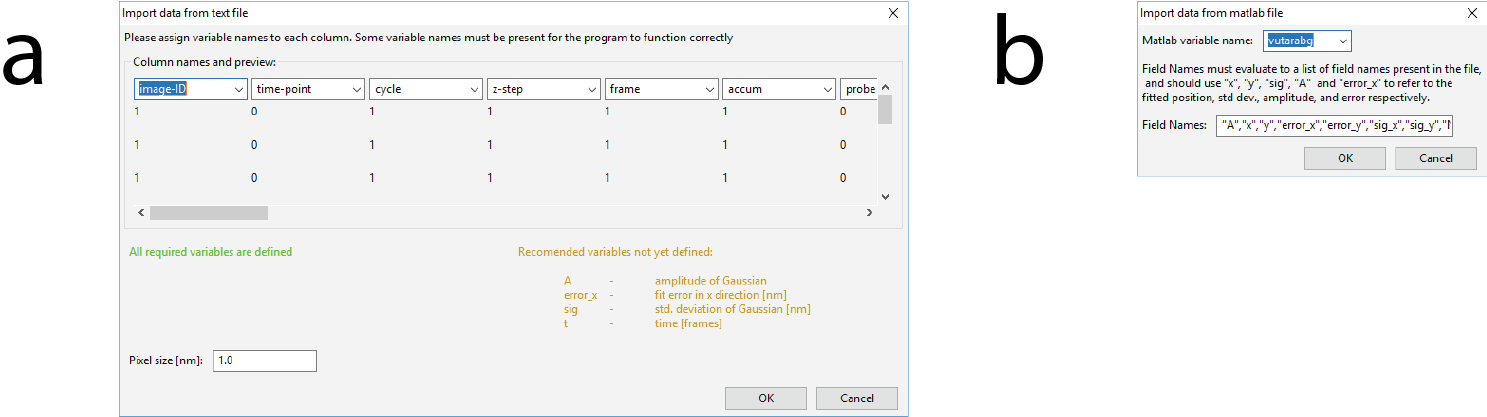 a
Import data from text file
Please assign variable names to each column. Some variable names must be present for the program to function correctly
Column names and preview:
image-ID time-point cycle z-step frame accum probe
1 0 1 1 1 1 0
1 0 1 1 1 1 0
1 0 1 1 1 1 0
All required variables are defined
Recomended variables not yet defined:
A - amplitude of Gaussian
error_x - fit error in x direction [nm]
sig - std. deviation of Gaussian [nm]
t - time [frames]
Pixel size [nm]: 1.0
OK Cancel
b
Import data from matlab file
Matlab variable name: vutarabg
Field Names must evaluate to a list of field names present in the file,
and should use "x", "y", "sig", "A" and "error_x" to refer to the
fitted position, std dev., amplitude, and error respectively.
Field Names: "A","x","y","error_x","error_y","sig_x","sig_y",
OK Cancel